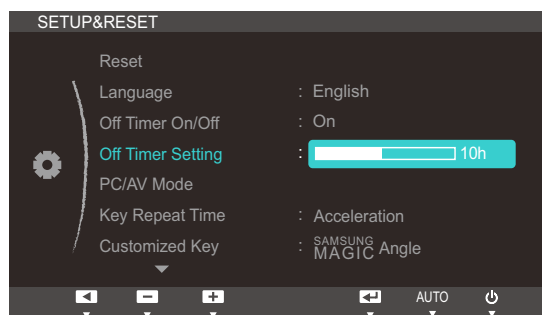 SETUP&RESET
Reset
Language : English
Off Timer On/Off : On
Off Timer Setting : 10h
PC/AV Mode
Key Repeat Time : Acceleration
Customized Key : SAMSUNG MAGIC Angle
AUTO